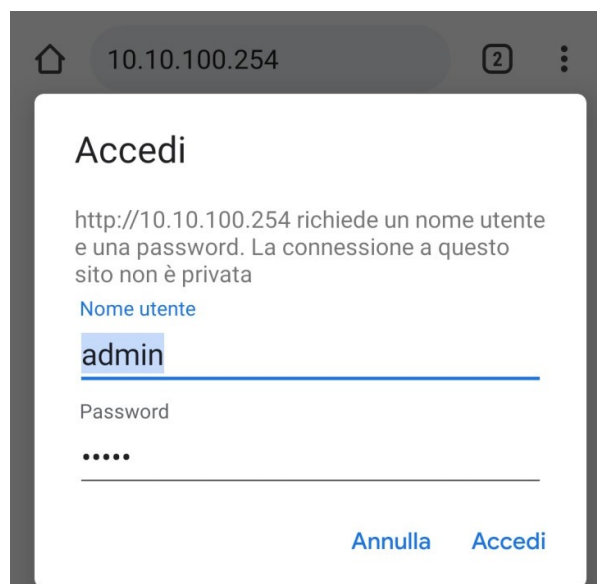 10.10.100.254
2
Accedi
http://10.10.100.254 richiede un nome utente
e una password. La connessione a questo
sito non è privata
Nome utente
admin
Password
•••••
Annulla Accedi